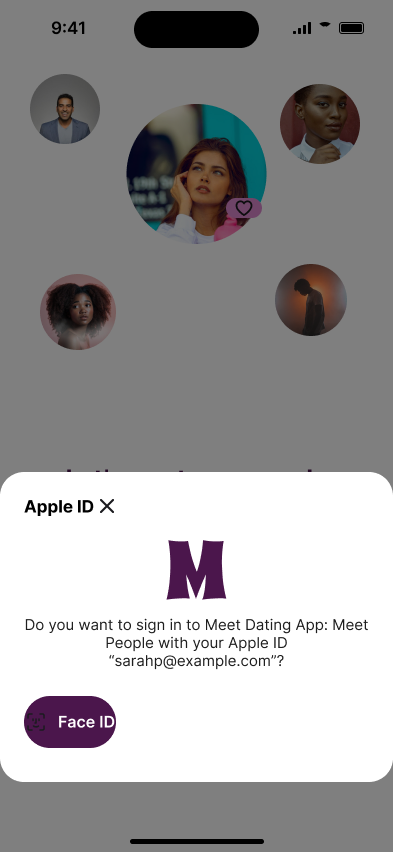 9:41
Apple ID
M
Do you want to sign in to Meet Dating App: Meet
People with your Apple ID
“sarahp@example.com”?
Face ID